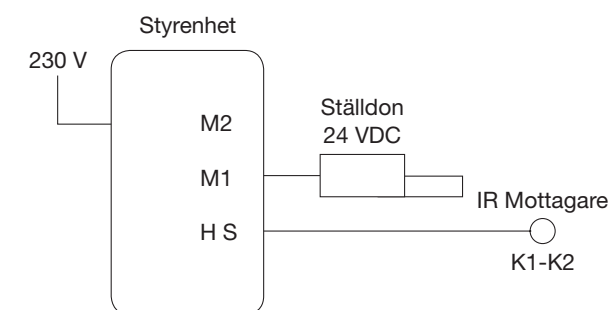 Styrenhet
230 V
Ställdon
24 VDC
M2
M1
IR Mottagare
H S
K1-K2